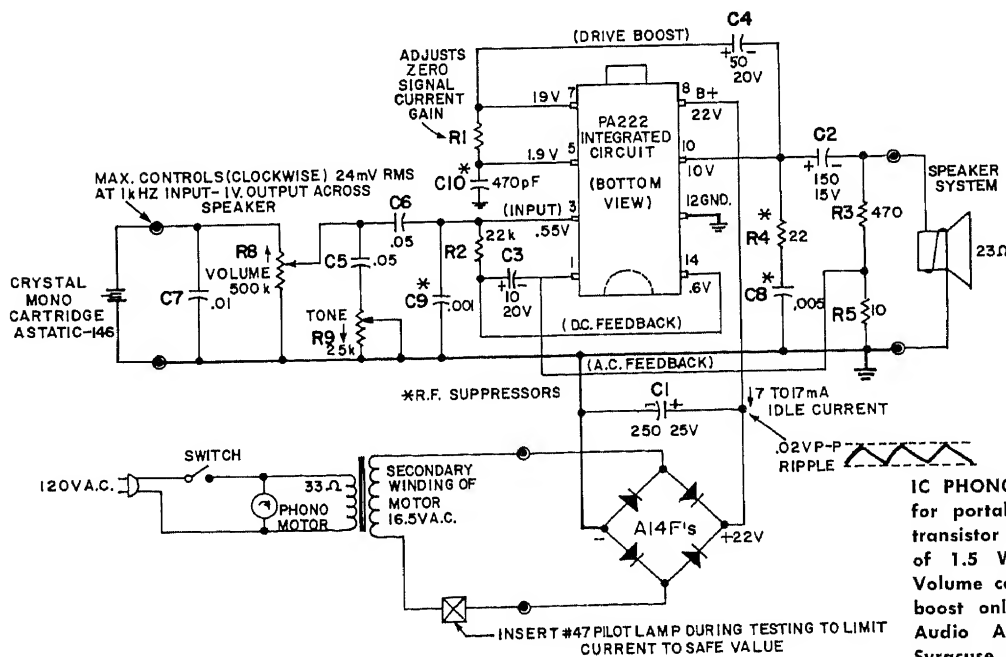 C4
(DRIVE BOOST)
+ -
50
20V
ADJUSTS
ZERO
SIGNAL
CURRENT
GAIN
R1
19V
7
8
B+
22V
PA222
INTEGRATED
CIRCUIT
(BOTTOM
VIEW)
5
1.9V
10
10V
C2
+ -
150
15V
*
C10
470pF
MAX. CONTROLS (CLOCKWISE) 24mV RMS
AT 1kHZ INPUT-1V. OUTPUT ACROSS
SPEAKER
C6
.05
(INPUT)
3
.55V
12 GND.
SPEAKER
SYSTEM
23Ω
R3
470
*
R4
22
R2
22k
C3
+ -
10
20V
1
14
.6V
R8
VOLUME
500k
C5
.05
C7
.01
*
C9
.001
*
C8
.005
R5
10
CRYSTAL
MONO
CARTRIDGE
ASTATIC-146
TONE
R9
25k
(D.C. FEEDBACK)
(A.C. FEEDBACK)
*R.F. SUPPRESSORS
C1
- +
250 25V
7 TO 17mA
IDLE CURRENT
.02V P-P
RIPPLE
SWITCH
120V A.C.
PHONO
MOTOR
33Ω
SECONDARY
WINDING OF
MOTOR
16.5V A.C.
A14F's
-
+22V
INSERT #47 PILOT LAMP DURING TESTING TO LIMIT
CURRENT TO SAFE VALUE
IC PHONO
for portal
transistor
of 1.5 W
Volume co
boost onl
Audio A
Syracuse